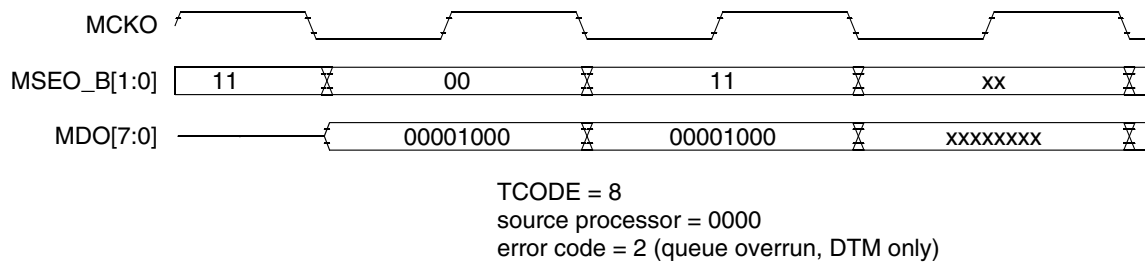 MCKO
MSEO_B[1:0] 11 00 11 xx
MDO[7:0] 00001000 00001000 xxxxxxxx
TCODE = 8
source processor = 0000
error code = 2 (queue overrun, DTM only)